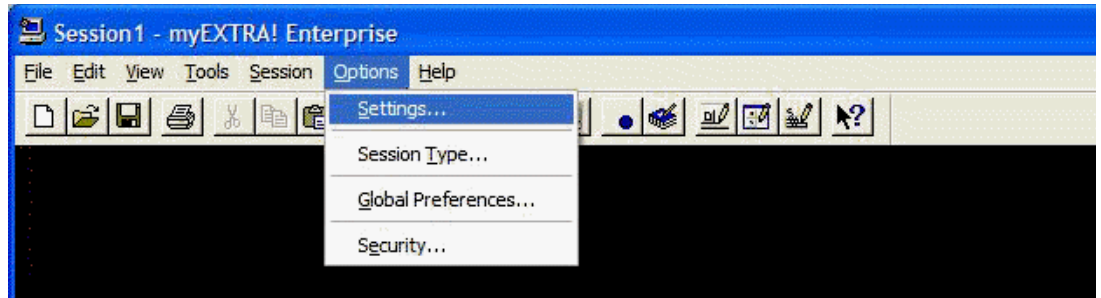 Session1 - myEXTRA! Enterprise
File Edit View Tools Session Options Help
Settings...
Session Type...
Global Preferences...
Security...